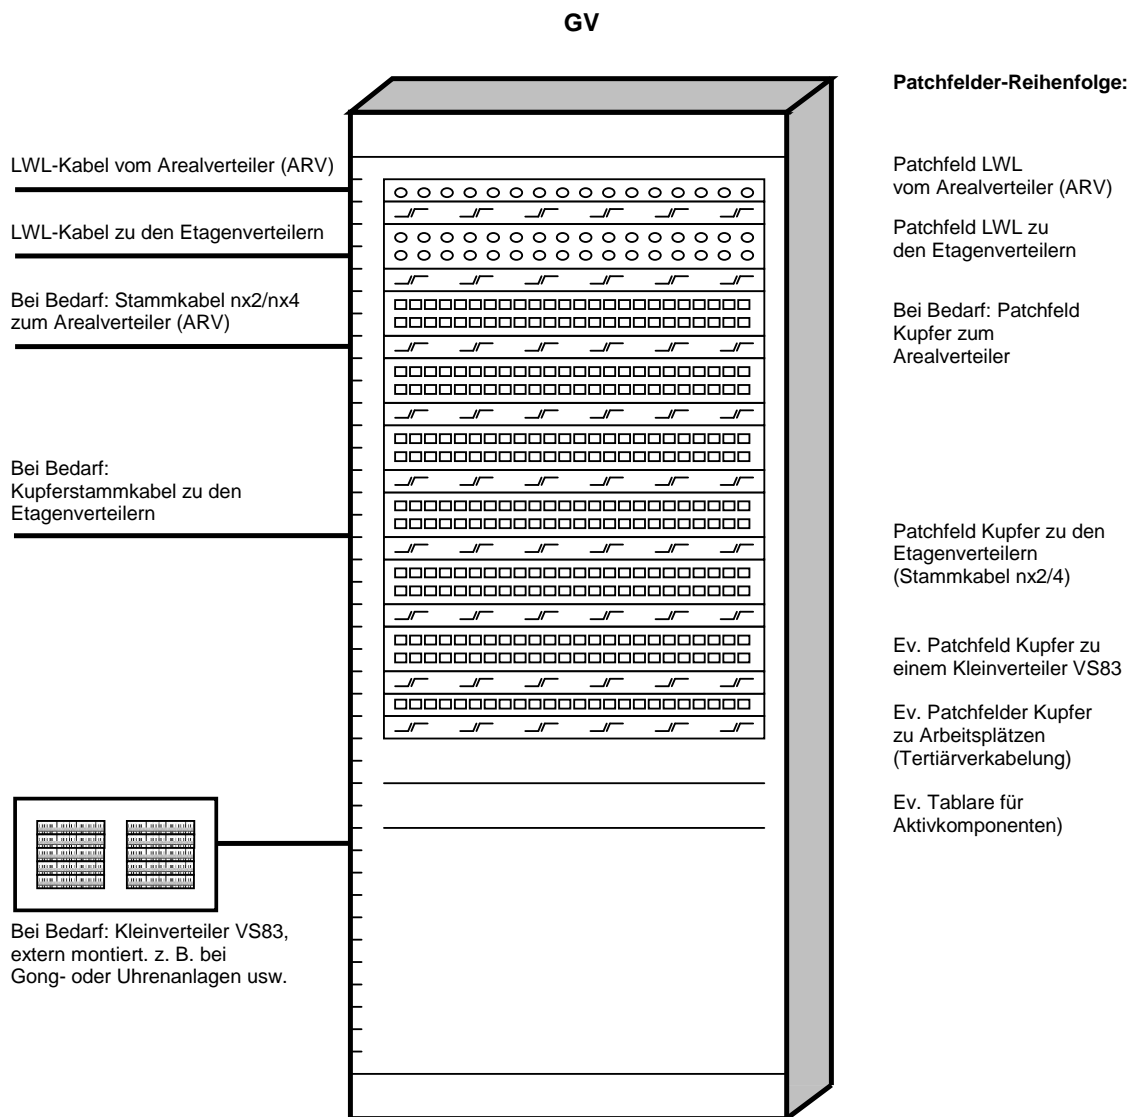 GV
LWL-Kabel vom Arealverteiler (ARV)
LWL-Kabel zu den Etagenverteilern
Bei Bedarf: Stammkabel nx2/nx4
zum Arealverteiler (ARV)
Bei Bedarf:
Kupferstammkabel zu den
Etagenverteilern
Bei Bedarf: Kleinverteiler VS83,
extern montiert. z. B. bei
Gong- oder Uhrenanlagen usw.
Patchfelder-Reihenfolge:
Patchfeld LWL
vom Arealverteiler (ARV)
Patchfeld LWL zu
den Etagenverteilern
Bei Bedarf: Patchfeld
Kupfer zum
Arealverteiler
Patchfeld Kupfer zu den
Etagenverteilern
(Stammkabel nx2/4)
Ev. Patchfeld Kupfer zu
einem Kleinverteiler VS83
Ev. Patchfelder Kupfer
zu Arbeitsplätzen
(Tertiärverkabelung)
Ev. Tablare für
Aktivkomponenten)